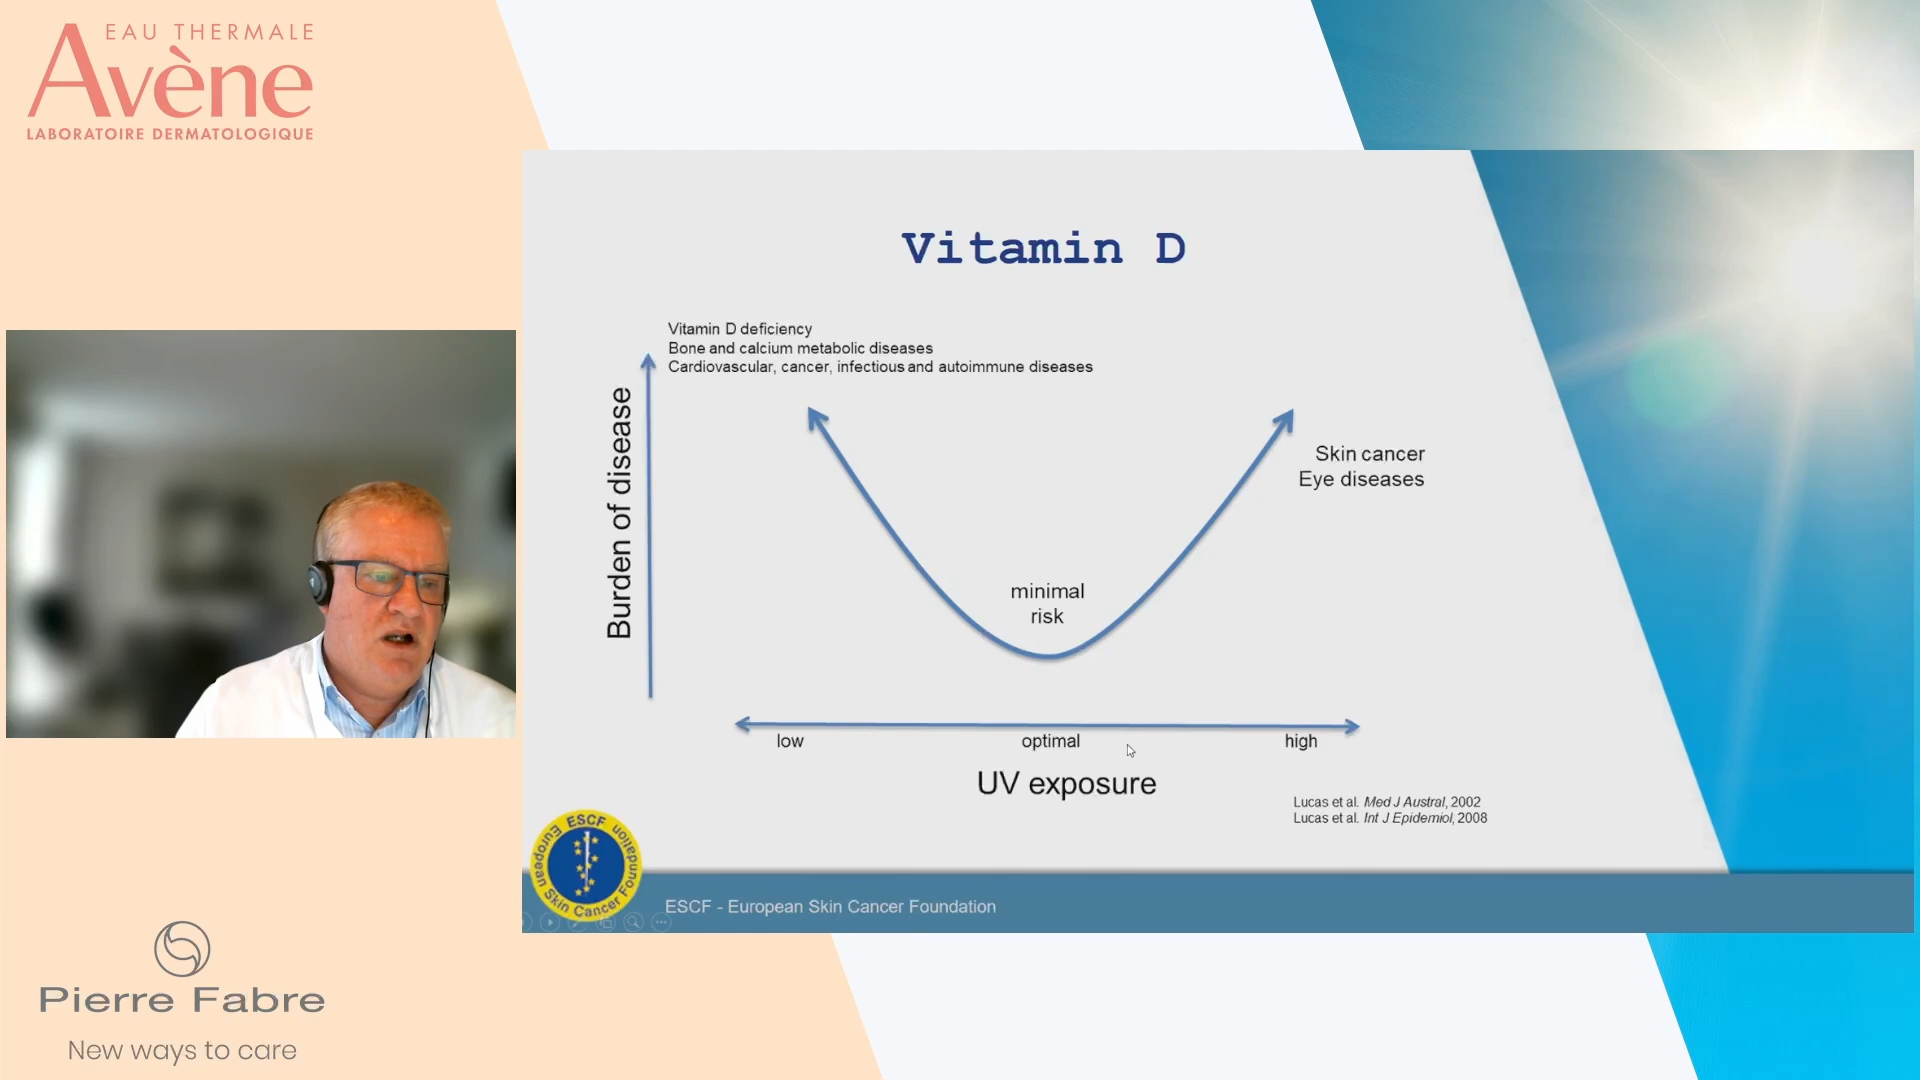 EAU THERMALE
Avène
LABORATOIRE DERMATOLOGIQUE
Vitamin D
Vitamin D deficiency
Bone and calcium metabolic diseases
Cardiovascular, cancer, infectious and autoimmune diseases
Burden of disease
Skin cancer
Eye diseases
minimal
risk
low
optimal
high
UV exposure
Lucas et al. Med J Austral, 2002
Lucas et al. Int J Epidemiol, 2008
ESCF
European Skin Cancer Foundation
ESCF - European Skin Cancer Foundation
Pierre Fabre
New ways to care